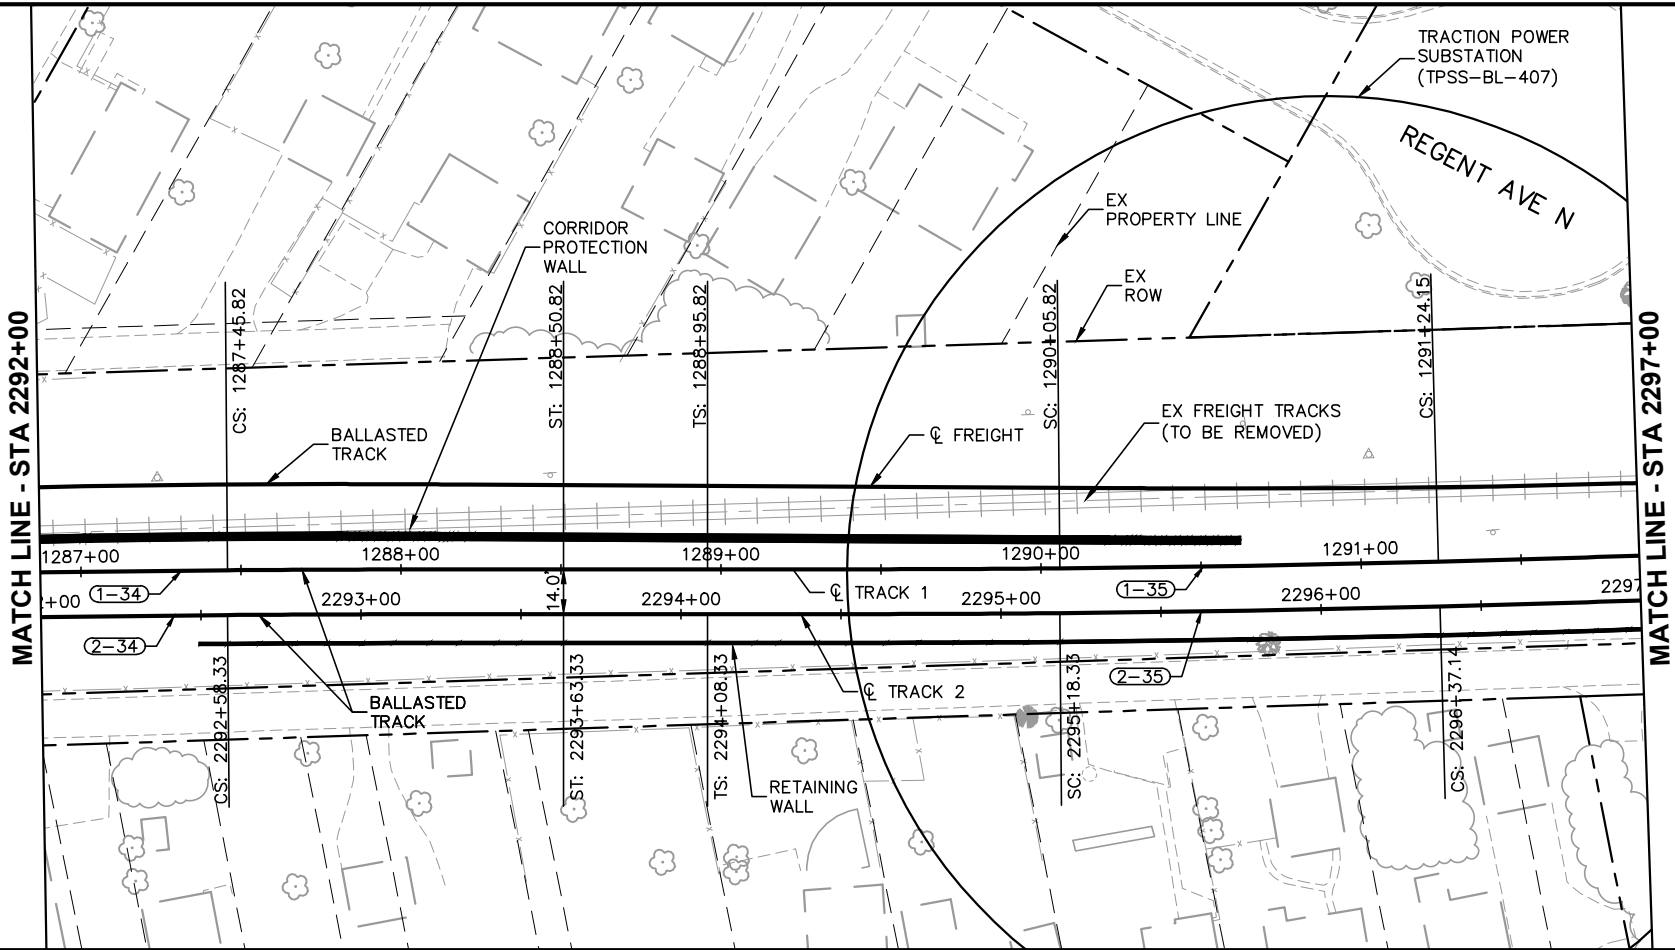 TRACTION POWER
SUBSTATION
(TPSS-BL-407)
REGENT AVE N
EX
PROPERTY LINE
CORRIDOR
PROTECTION
WALL
EX
ROW
CS: 1287+45.82
ST: 1288+50.82
TS: 1288+95.82
SC: 1290+05.82
CS: 1291+24.15
MATCH LINE - STA 2292+00
MATCH LINE - STA 2297+00
BALLASTED
TRACK
℄ FREIGHT
EX FREIGHT TRACKS
(TO BE REMOVED)
1287+00
1288+00
1289+00
1290+00
1291+00
1-34
14.0'
℄ TRACK 1
1-35
2+00
2293+00
2294+00
2295+00
2296+00
2297
2-34
2-35
CS: 2292+58.33
ST: 2293+63.33
TS: 2294+08.33
SC: 2295+18.33
CS: 2296+37.14
BALLASTED
TRACK
℄ TRACK 2
RETAINING
WALL